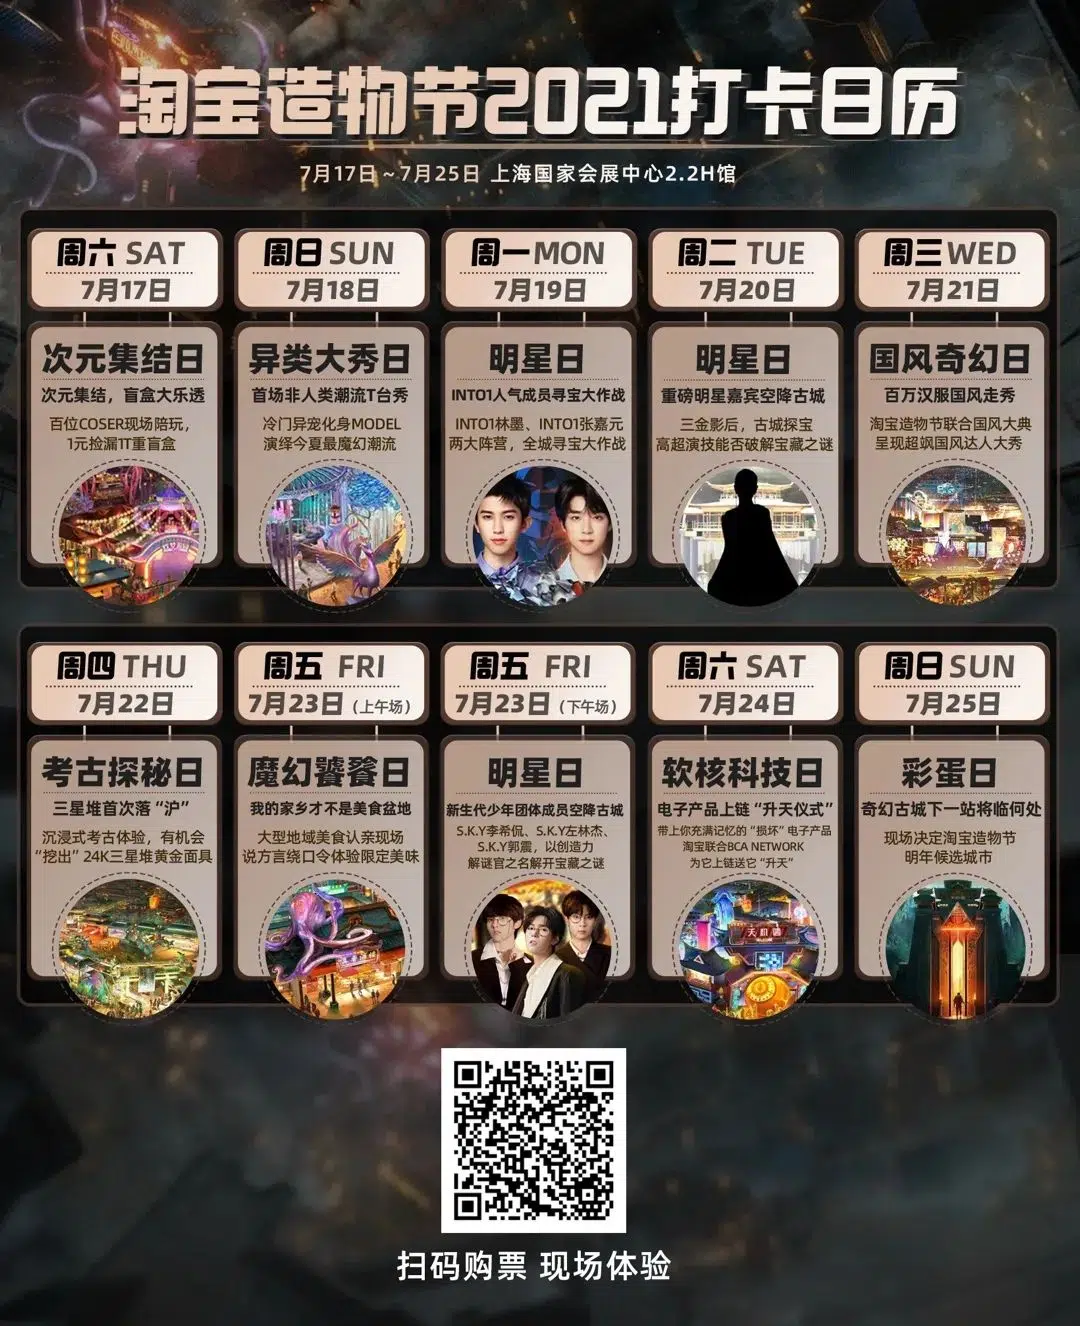 淘宝造物节2021打卡日历
7月17日~7月25日 上海国家会展中心2.2H馆
周六 SAT
7月17日
次元集结日
次元集结，盲盒大乐透
百位COSER现场陪玩，
1元捡漏1T重盲盒
周日 SUN
7月18日
异类大秀日
首场非人类潮流T台秀
冷门异宠化身MODEL
演绎今夏最魔幻潮流
周一 MON
7月19日
明星日
INTO1人气成员寻宝大作战
INTO1林墨、INTO1张嘉元
两大阵营，全城寻宝大作战
周二 TUE
7月20日
明星日
重磅明星嘉宾空降古城
三金影后，古城探宝
高超演技能否破解宝藏之谜
周三 WED
7月21日
国风奇幻日
百万汉服国风走秀
淘宝造物节联合国风大典
呈现超飒国风达人大秀
周四 THU
7月22日
考古探秘日
三星堆首次落“沪”
沉浸式考古体验，有机会
“挖出”24K三星堆黄金面具
周五 FRI
7月23日（上午场）
魔幻饕餮日
我的家乡才不是美食盆地
大型地域美食认亲现场
说方言绕口令体验限定美味
周五 FRI
7月23日（下午场）
明星日
新生代少年团体成员空降古城
S.K.Y李希侃、S.K.Y左林杰、
S.K.Y郭震，以创造力
解谜官之名解开宝藏之谜
周六 SAT
7月24日
软核科技日
电子产品上链“升天仪式”
带上你充满记忆的“损坏”电子产品
淘宝联合BCA NETWORK
为它上链送它“升天”
天机阁
周日 SUN
7月25日
彩蛋日
奇幻古城下一站将临何处
现场决定淘宝造物节
明年候选城市
扫码购票 现场体验